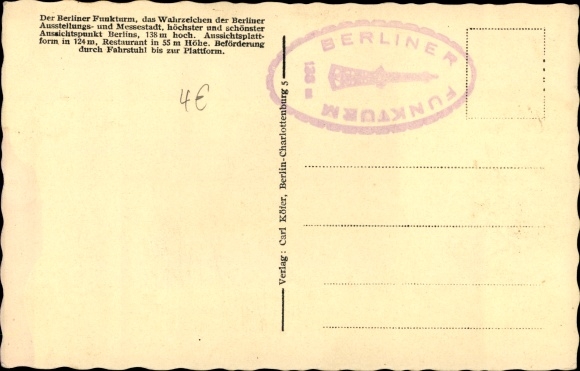 Der Berliner Funkturm, das Wahrzeichen der Berliner
Ausstellungs- und Messestadt, höchster und schönster
Aussichtspunkt Berlins, 138 m hoch. Aussichtsplatt-
form in 124 m, Restaurant in 55 m Höhe. Beförderung
durch Fahrstuhl bis zur Plattform.
4€
Verlag: Carl Köfer, Berlin-Charlottenburg 5
BERLINER
FUNKTURM
138 m